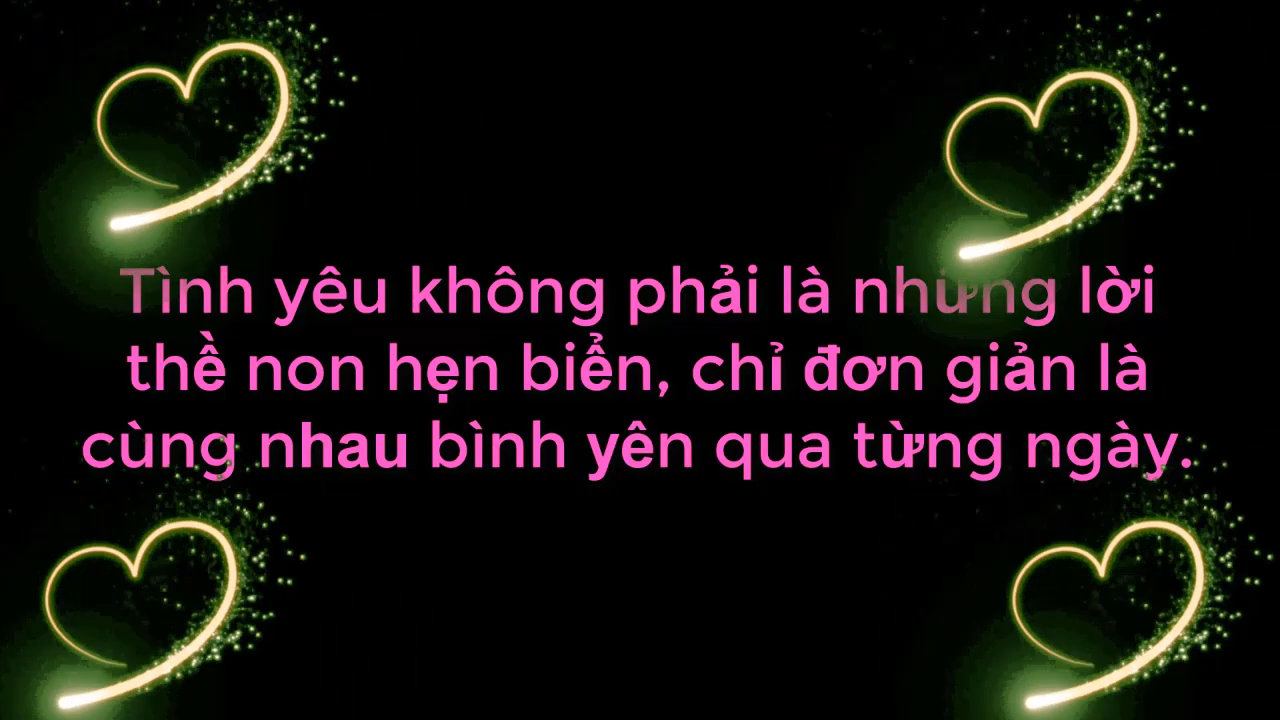 Tình yêu không phải là những lời
thề non hẹn biển, chỉ đơn giản là
cùng nhau bình yên qua từng ngày.